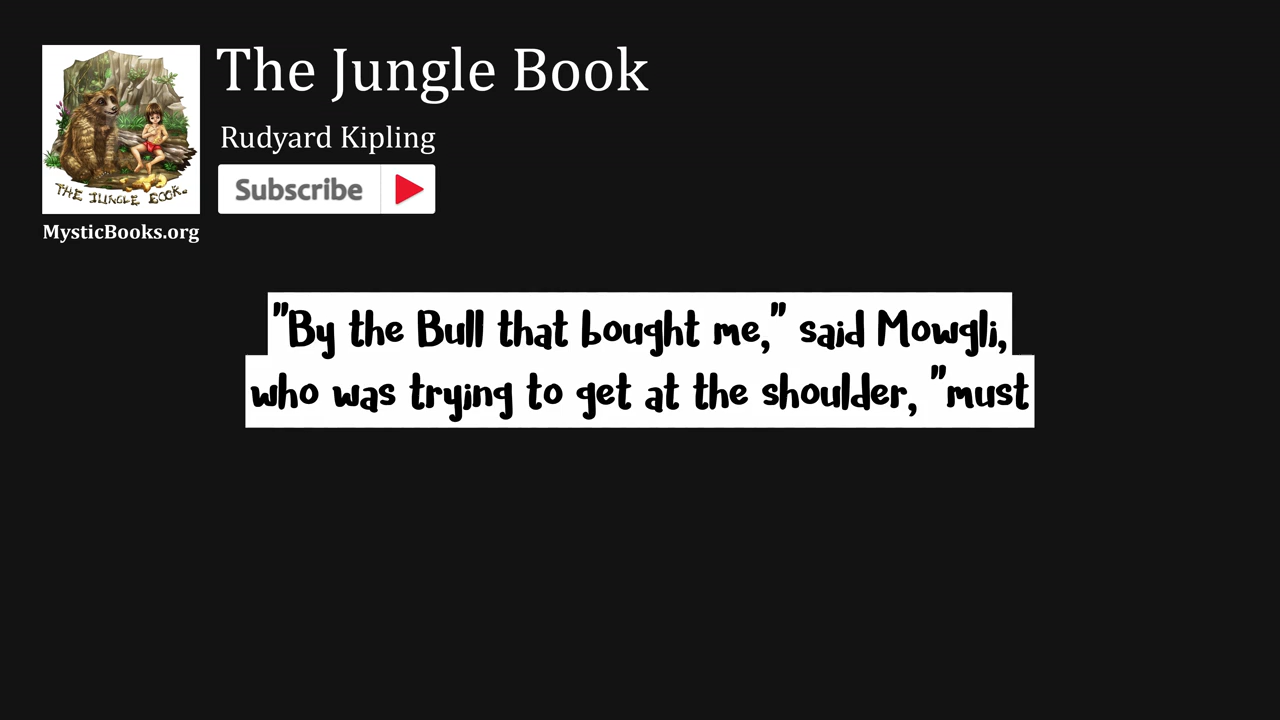 The Jungle Book
Rudyard Kipling
Subscribe
THE JUNGLE BOOK.
MysticBooks.org
"By the Bull that bought me," said Mowgli,
who was trying to get at the shoulder, "must